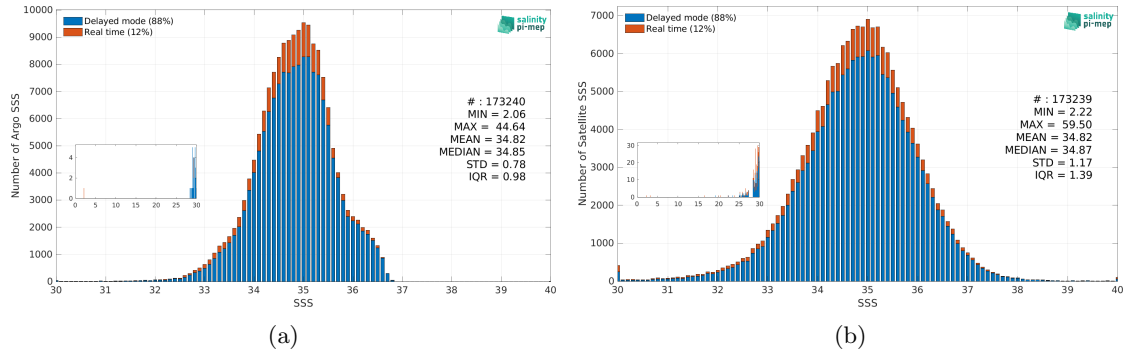 Delayed mode (88%)
Real time (12%)
salinity
pi-mep
Number of Argo SSS
10000
9000
8000
7000
6000
5000
4000
3000
2000
1000
0
# : 173240
MIN = 2.06
MAX = 44.64
MEAN = 34.82
MEDIAN = 34.85
STD = 0.78
IQR = 0.98
4
2
0
0 5 10 15 20 25 30
30 31 32 33 34 35 36 37 38 39 40
SSS
(a)
Delayed mode (88%)
Real time (12%)
salinity
pi-mep
Number of Satellite SSS
7000
6000
5000
4000
3000
2000
1000
0
# : 173239
MIN = 2.22
MAX = 59.50
MEAN = 34.82
MEDIAN = 34.87
STD = 1.17
IQR = 1.39
30
20
10
0
0 5 10 15 20 25 30
30 31 32 33 34 35 36 37 38 39 40
SSS
(b)